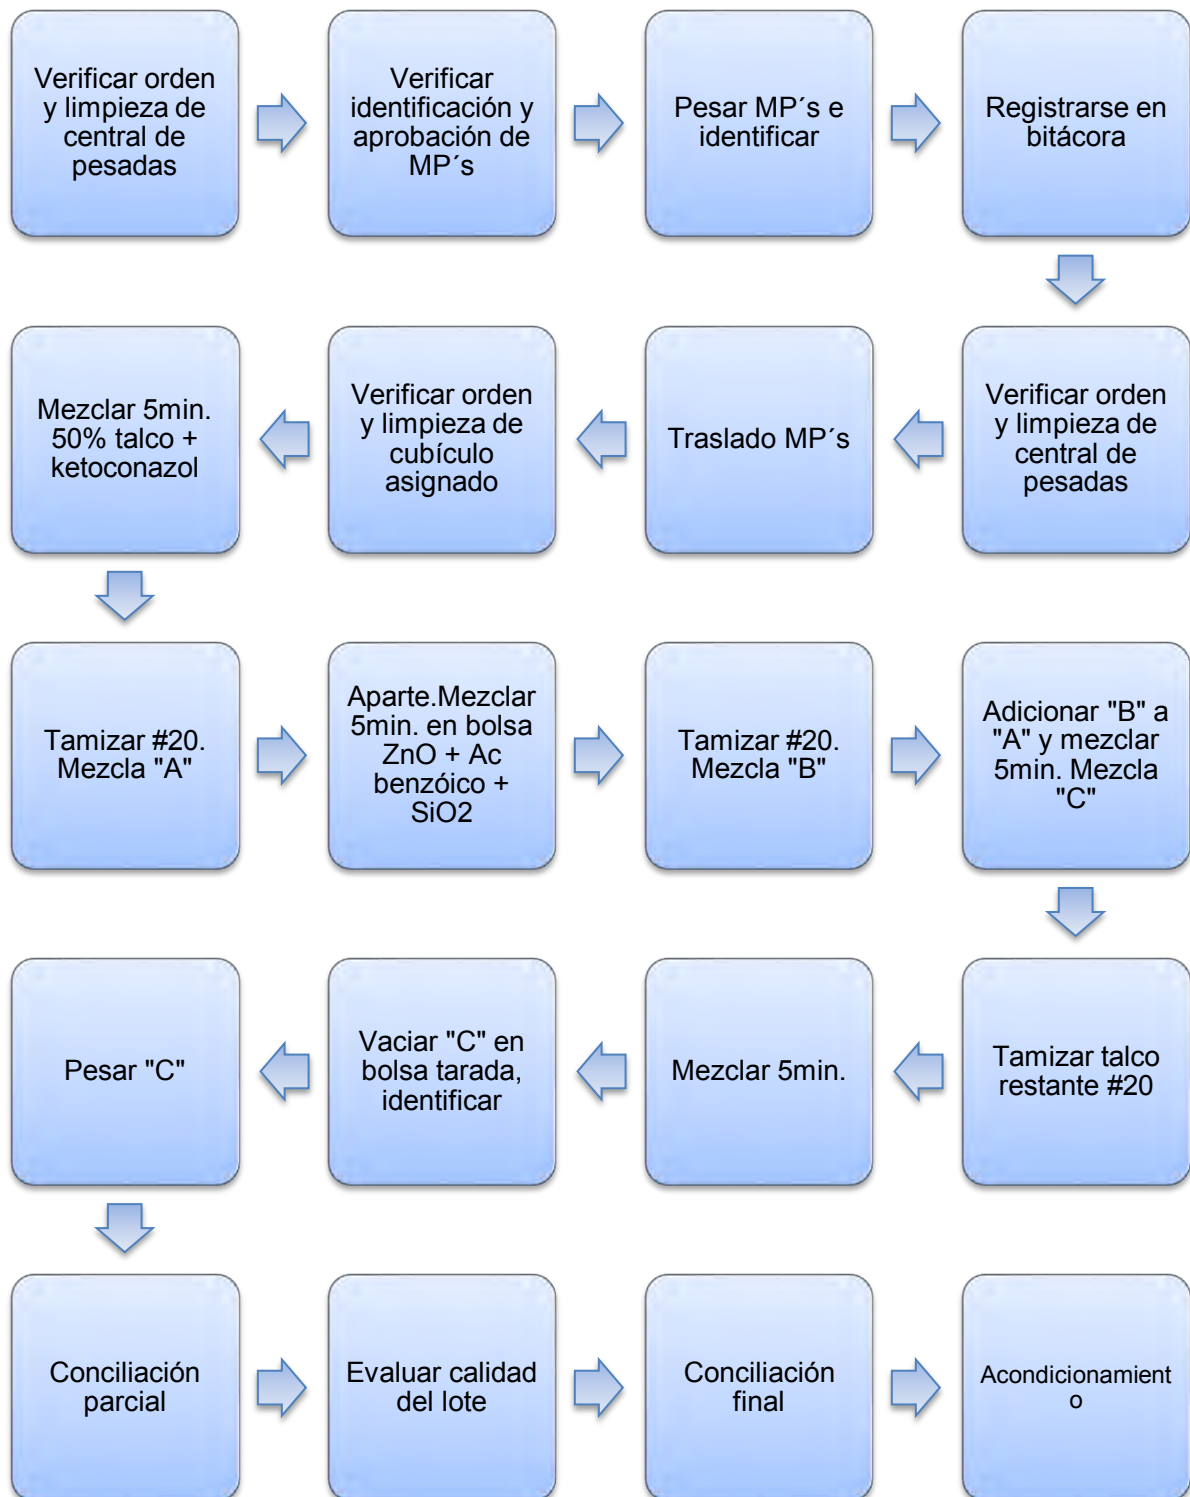 Verificar orden
y limpieza de
central de
pesadas
Verificar
identificación y
aprobación de
MP´s
Pesar MP´s e
identificar
Registrarse en
bitácora
Verificar orden
y limpieza de
central de
pesadas
Traslado MP´s
Verificar orden
y limpieza de
cubículo
asignado
Mezclar 5min.
50% talco +
ketoconazol
Tamizar #20.
Mezcla "A"
Aparte.Mezclar
5min. en bolsa
ZnO + Ac
benzóico +
SiO2
Tamizar #20.
Mezcla "B"
Adicionar "B" a
"A" y mezclar
5min. Mezcla
"C"
Tamizar talco
restante #20
Mezclar 5min.
Vaciar "C" en
bolsa tarada,
identificar
Pesar "C"
Conciliación
parcial
Evaluar calidad
del lote
Conciliación
final
Acondicionamient
o